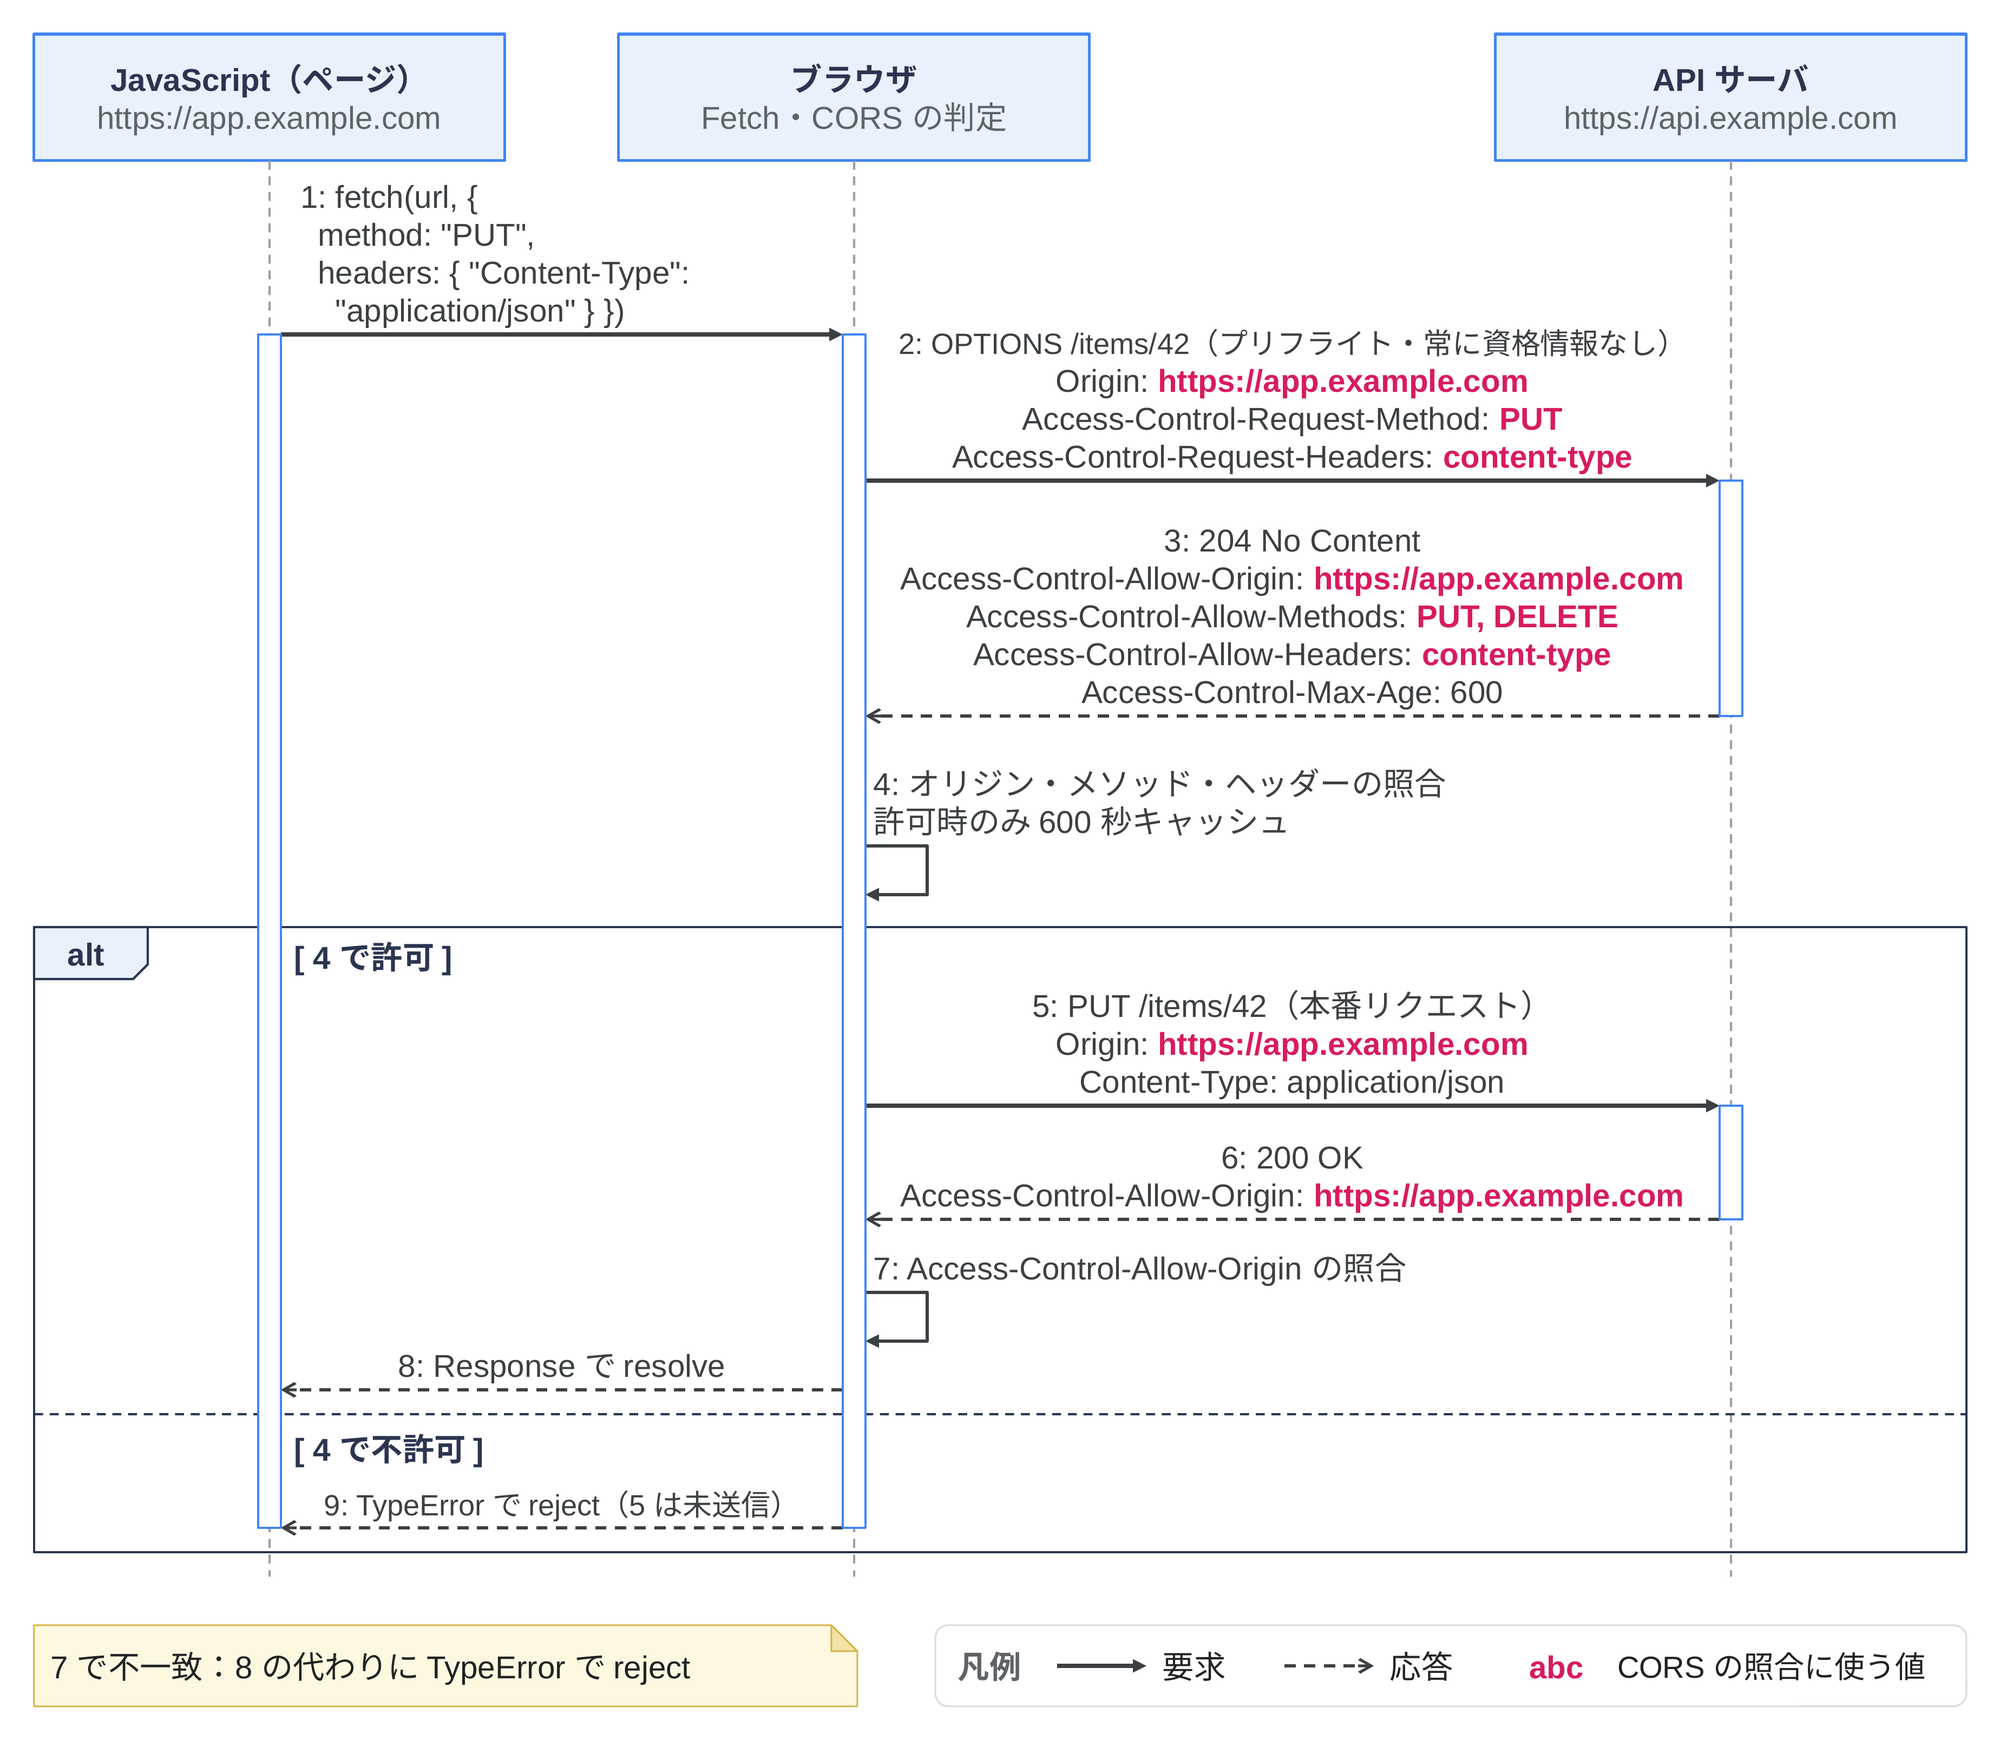 JavaScript（ページ）
https://app.example.com
ブラウザ
Fetch・CORS の判定
API サーバ
https://api.example.com
1: fetch(url, {
method: "PUT",
headers: { "Content-Type":
"application/json" } })
2: OPTIONS /items/42（プリフライト・常に資格情報なし）
Origin: https://app.example.com
Access-Control-Request-Method: PUT
Access-Control-Request-Headers: content-type
3: 204 No Content
Access-Control-Allow-Origin: https://app.example.com
Access-Control-Allow-Methods: PUT, DELETE
Access-Control-Allow-Headers: content-type
Access-Control-Max-Age: 600
4: オリジン・メソッド・ヘッダーの照合
許可時のみ 600 秒キャッシュ
alt
[ 4 で許可 ]
5: PUT /items/42（本番リクエスト）
Origin: https://app.example.com
Content-Type: application/json
6: 200 OK
Access-Control-Allow-Origin: https://app.example.com
7: Access-Control-Allow-Origin の照合
8: Response で resolve
[ 4 で不許可 ]
9: TypeError で reject（5 は未送信）
7 で不一致：8 の代わりに TypeError で reject
凡例
要求
応答
abc
CORS の照合に使う値